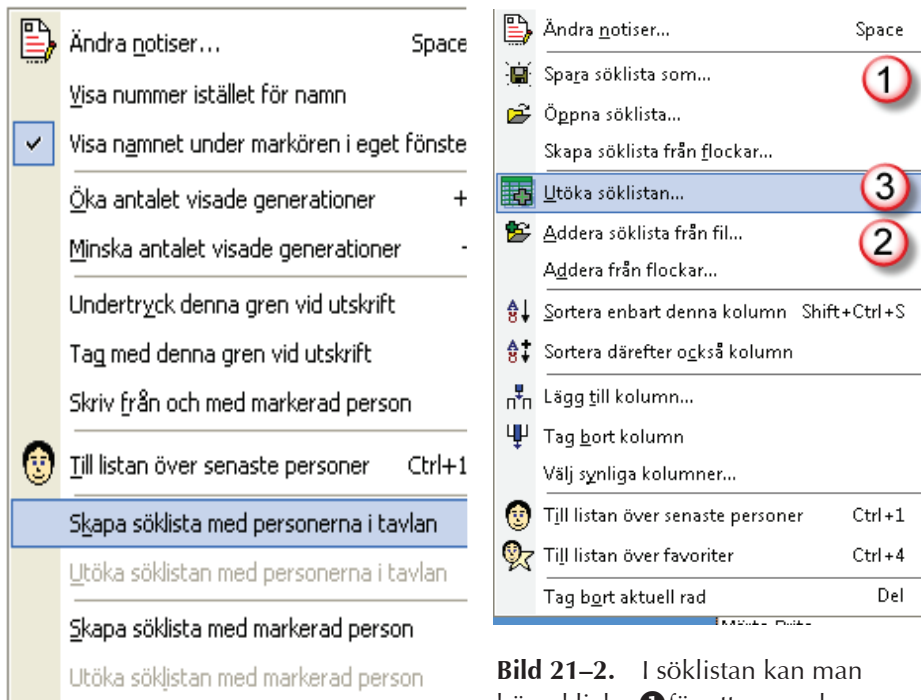 Ändra notiser... Space
Visa nummer istället för namn
Visa namnet under markören i eget fönste
Öka antalet visade generationer +
Minska antalet visade generationer -
Undertryck denna gren vid utskrift
Tag med denna gren vid utskrift
Skriv från och med markerad person
Till listan över senaste personer Ctrl+1
Skapa söklista med personerna i tavlan
Utöka söklistan med personerna i tavlan
Skapa söklista med markerad person
Utöka söklistan med markerad person
Ändra notiser... Space
Spara söklista som... 1
Öppna söklista...
Skapa söklista från flockar...
Utöka söklistan... 3
Addera söklista från fil... 2
Addera från flockar...
Sortera enbart denna kolumn Shift+Ctrl+S
Sortera därefter också kolumn
Lägg till kolumn...
Tag bort kolumn
Välj synliga kolumner...
Till listan över senaste personer Ctrl+1
Till listan över favoriter Ctrl+4
Tag bort aktuell rad Del
Bild 21–2. I söklistan kan man